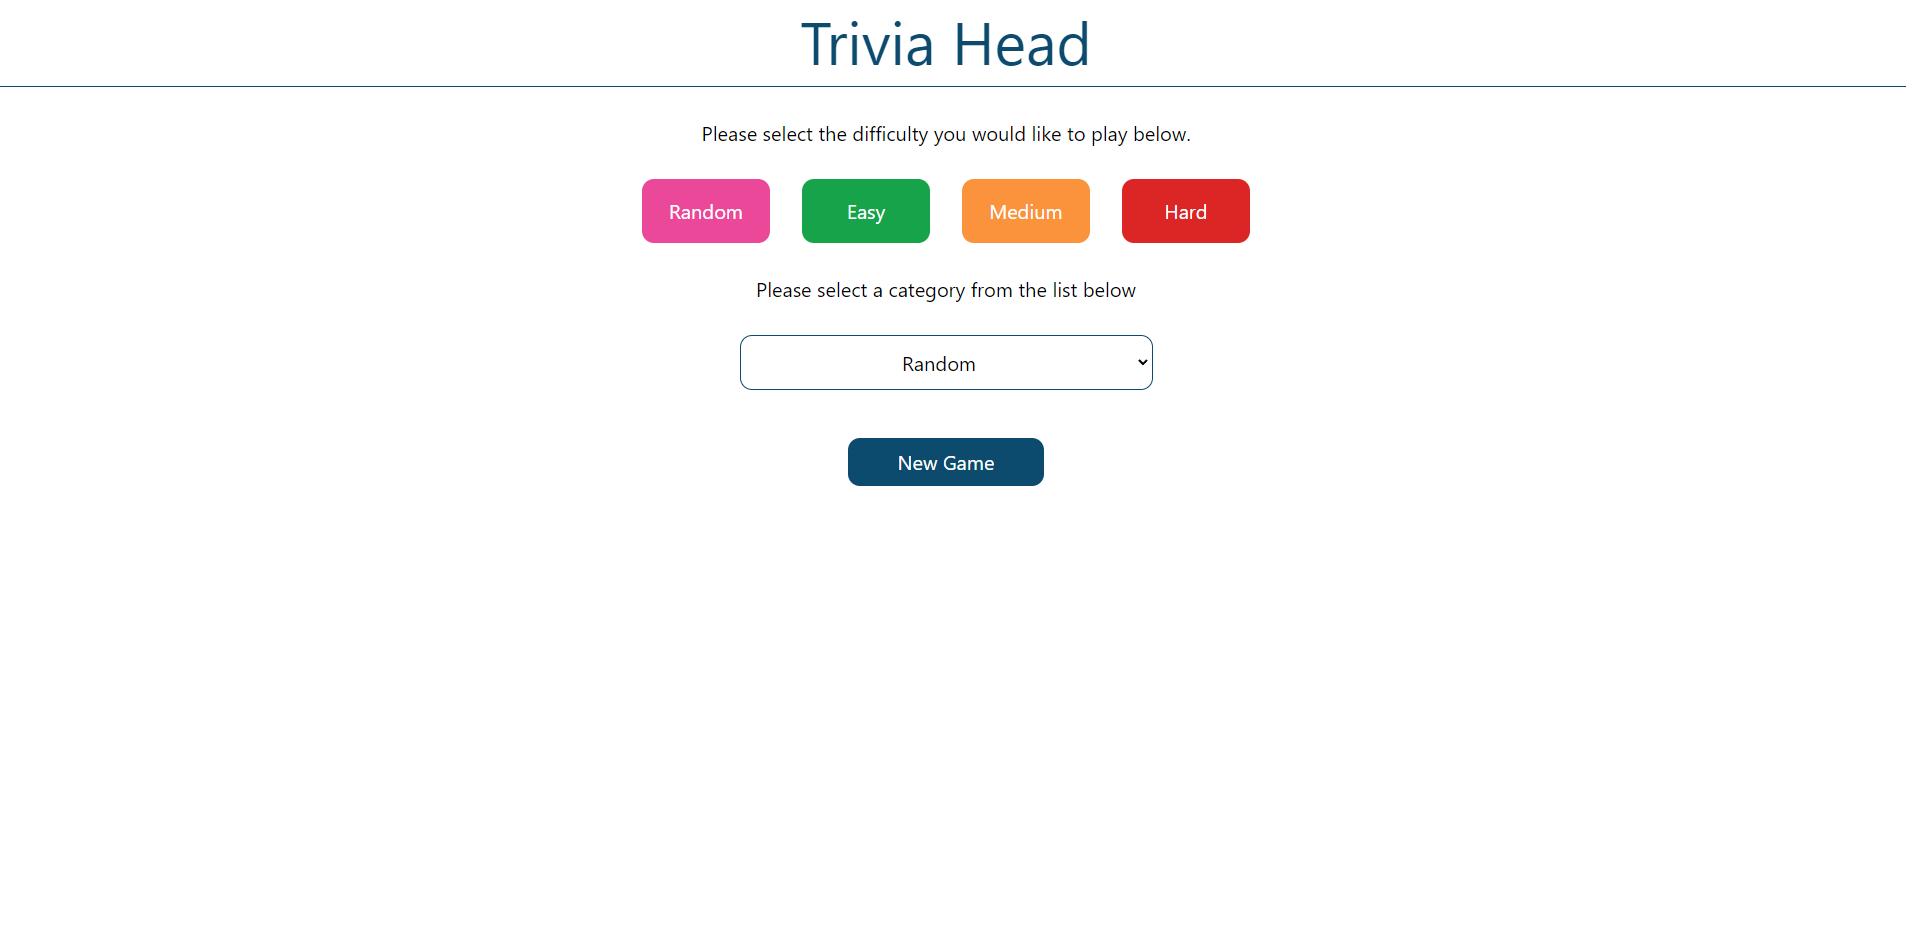 Trivia Head
Please select the difficulty you would like to play below.
Random Easy Medium Hard
Please select a category from the list below
Random
New Game